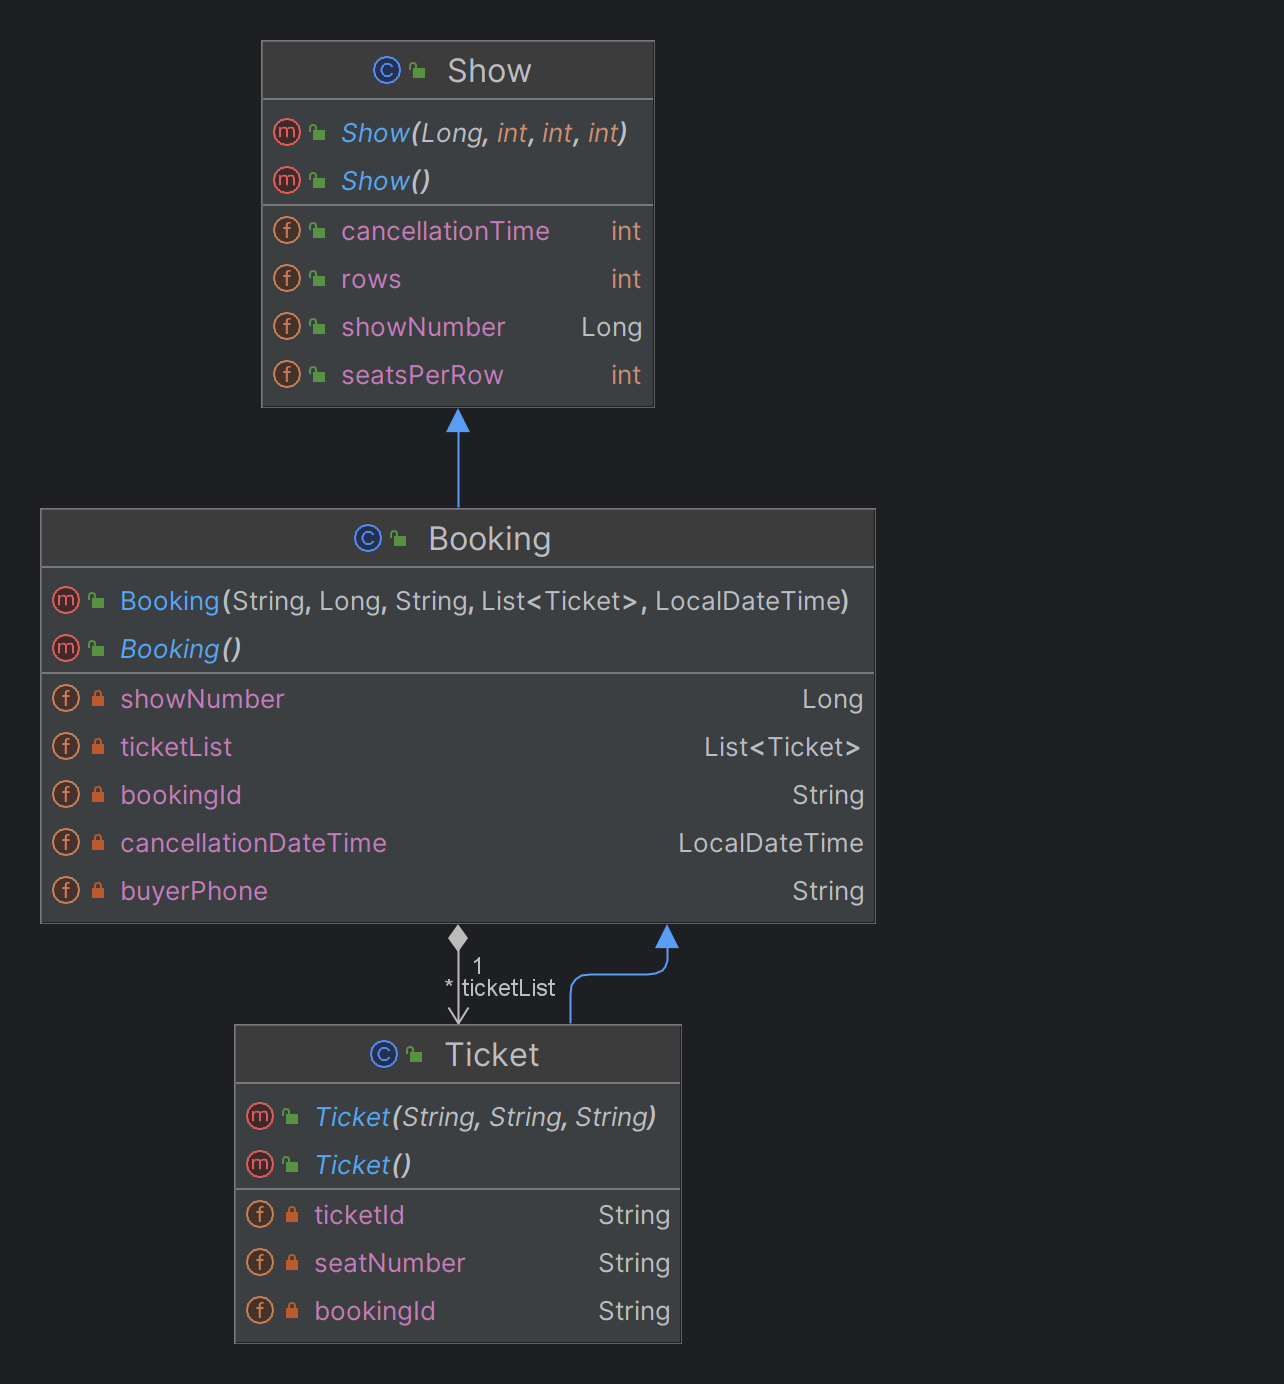 Show
Show(Long, int, int, int)
Show()
cancellationTime int
rows int
showNumber Long
seatsPerRow int
Booking
Booking(String, Long, String, List<Ticket>, LocalDateTime)
Booking()
showNumber Long
ticketList List<Ticket>
bookingId String
cancellationDateTime LocalDateTime
buyerPhone String
1
* ticketList
Ticket
Ticket(String, String, String)
Ticket()
ticketId String
seatNumber String
bookingId String